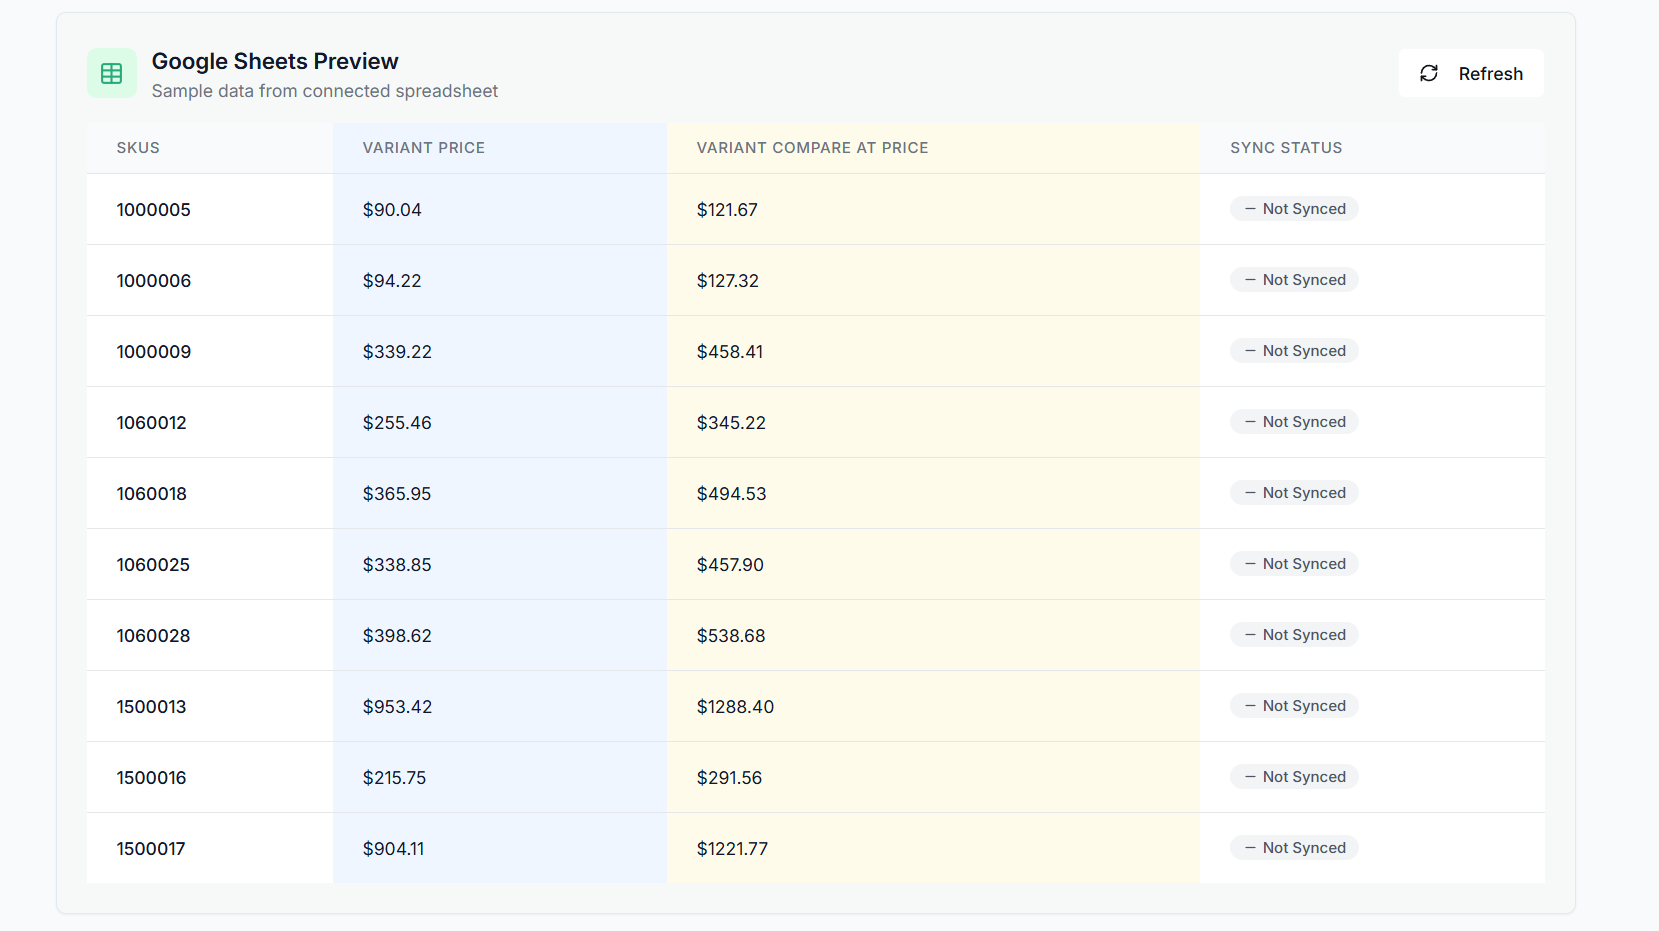 Google Sheets Preview
Sample data from connected spreadsheet
Refresh
SKUS VARIANT PRICE VARIANT COMPARE AT PRICE SYNC STATUS
1000005 $90.04 $121.67 – Not Synced
1000006 $94.22 $127.32 – Not Synced
1000009 $339.22 $458.41 – Not Synced
1060012 $255.46 $345.22 – Not Synced
1060018 $365.95 $494.53 – Not Synced
1060025 $338.85 $457.90 – Not Synced
1060028 $398.62 $538.68 – Not Synced
1500013 $953.42 $1288.40 – Not Synced
1500016 $215.75 $291.56 – Not Synced
1500017 $904.11 $1221.77 – Not Synced